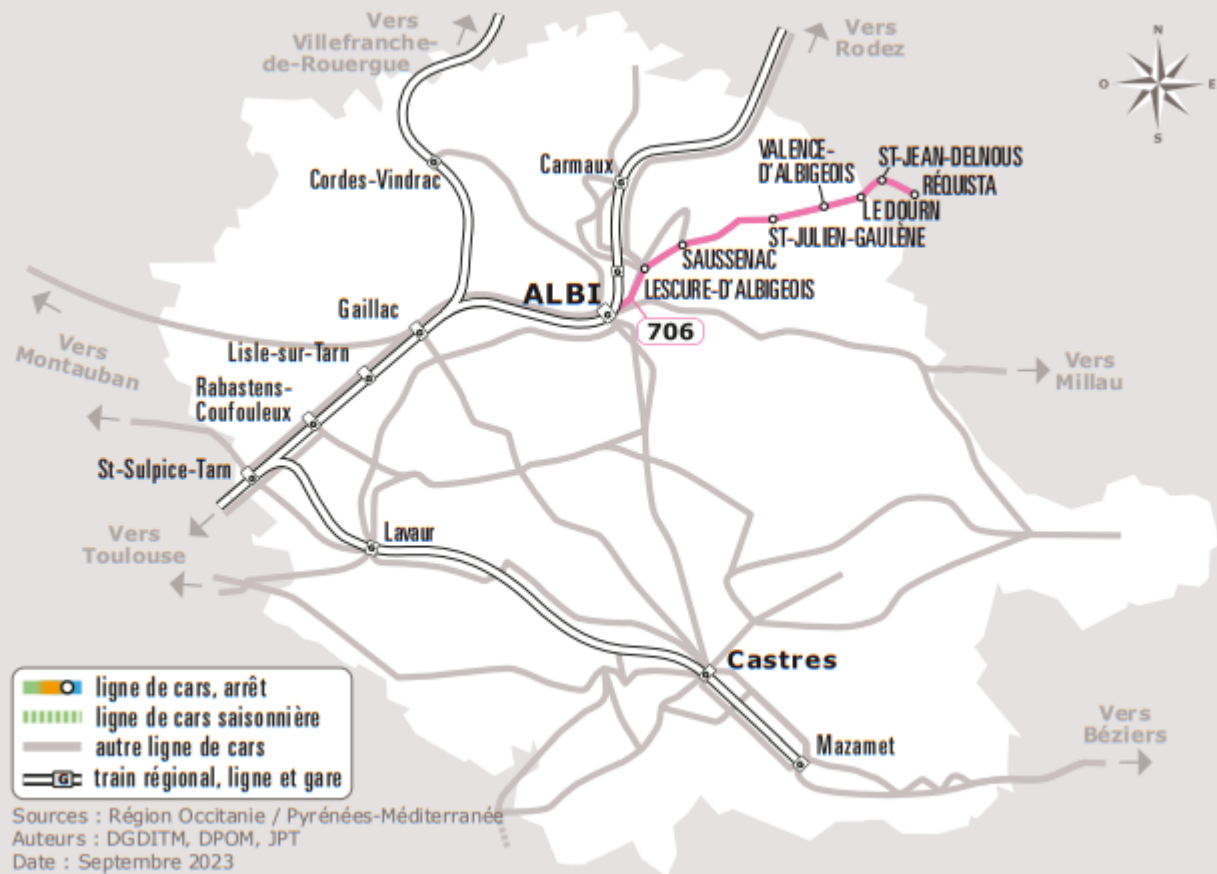 Vers
Villefranche-
de-Rouergue
Vers
Rodez
N
O
E
S
Cordes-Vindrac
Carmaux
VALENCE-
D'ALBIGEOIS
ST-JEAN-DELNOUS
RÉQUISTA
LE DOURN
ST-JULIEN-GAULÈNE
SAUSSENAC
LESCURE-D'ALBIGEOIS
ALBI
706
Gaillac
Lisle-sur-Tarn
Rabastens-
Coufouleux
St-Sulpice-Tarn
Vers
Montauban
Vers
Millau
Vers
Toulouse
Lavaur
Castres
Mazamet
Vers
Béziers
ligne de cars, arrêt
ligne de cars saisonnière
autre ligne de cars
G train régional, ligne et gare
Sources : Région Occitanie / Pyrénées-Méditerranée
Auteurs : DGDITM, DPOM, JPT
Date : Septembre 2023